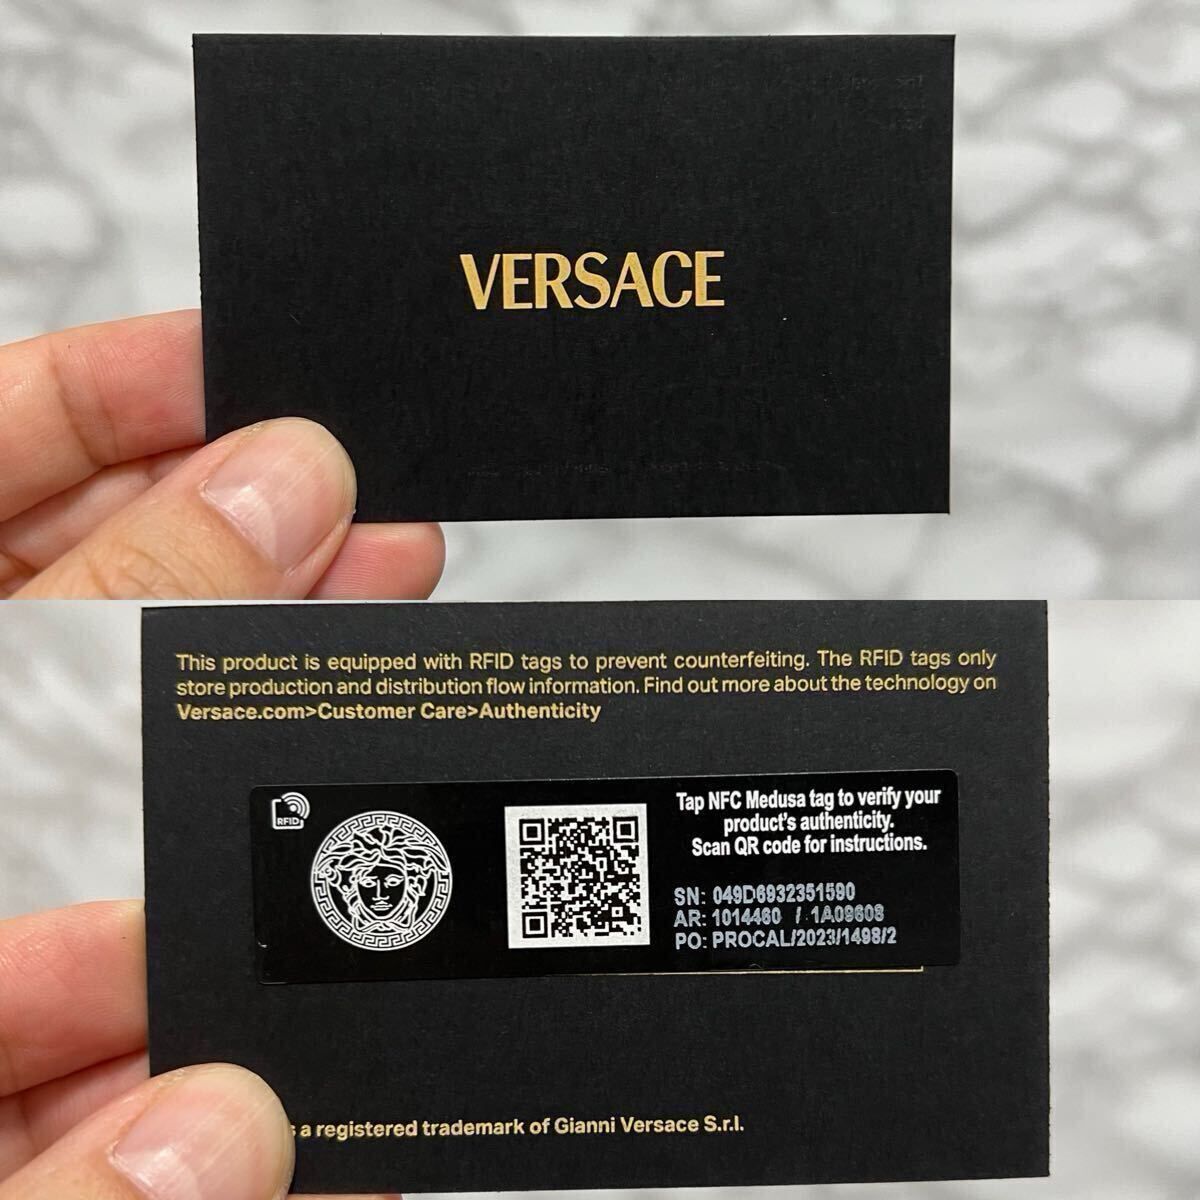 VERSACE
This product is equipped with RFID tags to prevent counterfeiting. The RFID tags only
store production and distribution flow information. Find out more about the technology on
Versace.com>Customer Care>Authenticity
RFID
Tap NFC Medusa tag to verify your
product's authenticity.
Scan QR code for instructions.
SN: 049D6932351590
AR: 1014460 / 1A09608
PO: PROCAL/2023/1498/2
a registered trademark of Gianni Versace S.r.l.